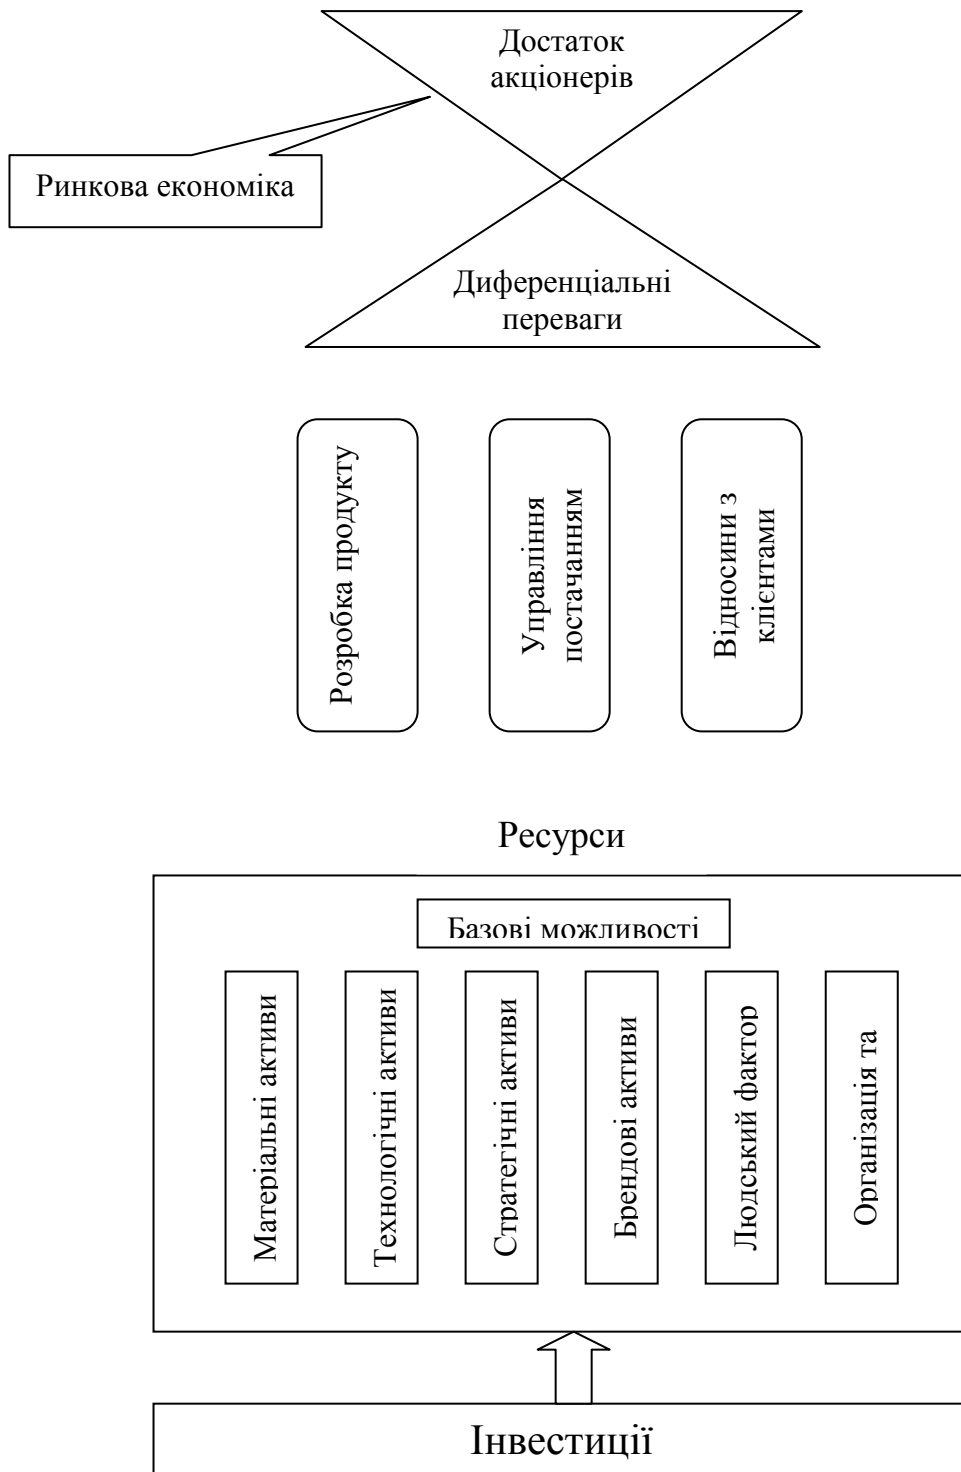 Достаток
акціонерів
Ринкова економіка
Диференціальні
переваги
Розробка продукту
Управління
постачанням
Відносини з
клієнтами
Ресурси
Базові можливості
Матеріальні активи
Технологічні активи
Стратегічні активи
Брендові активи
Людський фактор
Організація та
Інвестиції